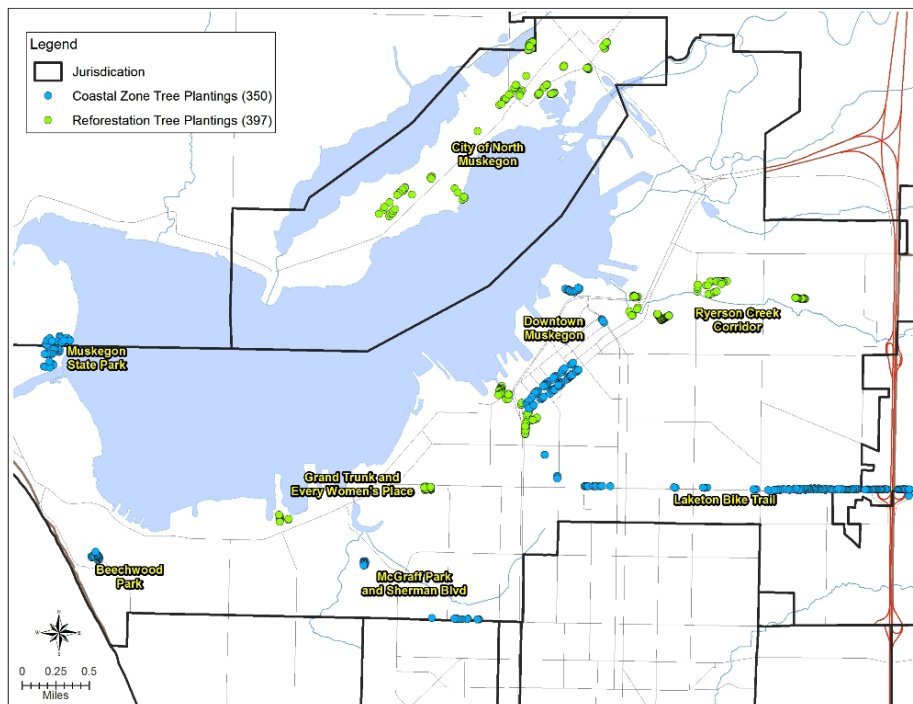 Legend
Jurisdication
Coastal Zone Tree Plantings (350)
Reforestation Tree Plantings (397)
City of North
Muskegon
Downtown
Muskegon
Ryerson Creek
Corridor
Muskegon
State Park
Grand Trunk and
Every Women's Place
Laketon Bike Trail
Beechwood
Park
McGraff Park
and Sherman Blvd
N
W E
S
0 0.25 0.5
Miles